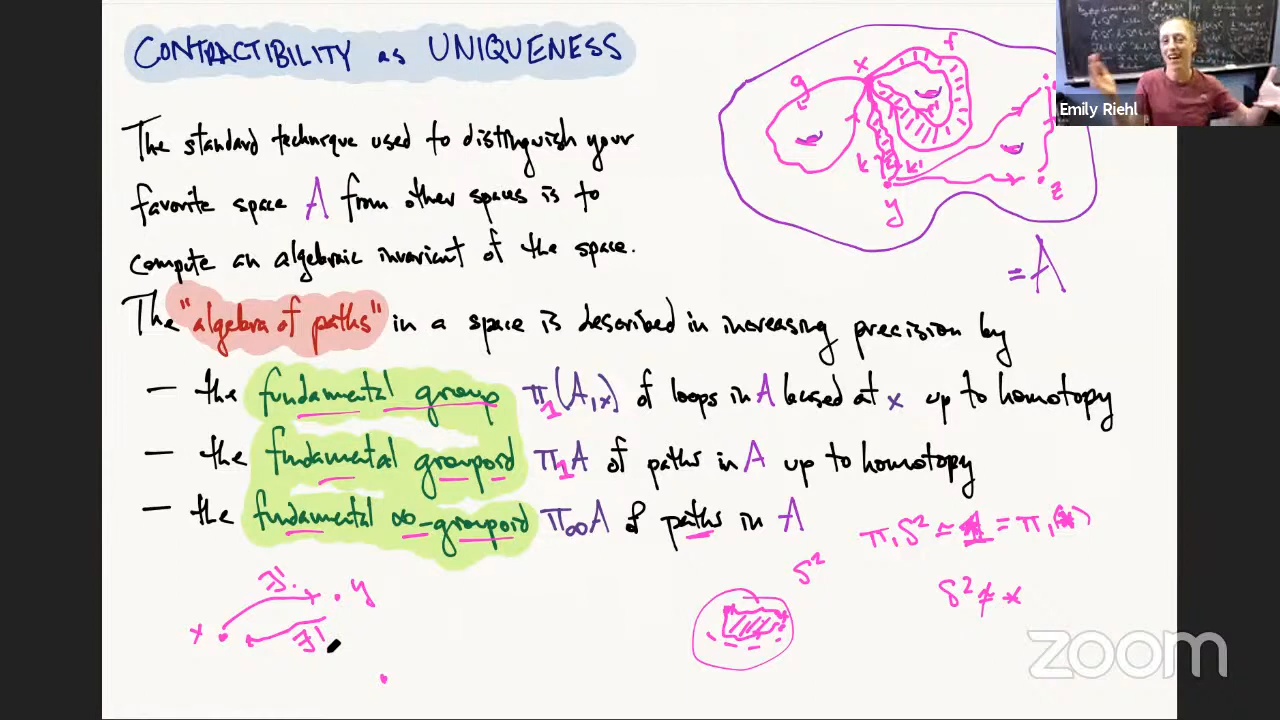 CONTRACTIBILITY as UNIQUENESS
The standard technique used to distinguish your
favorite space A from other spaces is to
compute an algebraic invariant of the space.
The "algebra of paths" in a space is described in increasing precision by
— the fundamental group π₁(A,x) of loops in A based at x up to homotopy
— the fundamental groupoid π₁A of paths in A up to homotopy
— the fundamental ∞-groupoid π∞A of paths in A
g
x
f
k
k'
y
z
= A
Emily Riehl
π₁S² ≃ 1 = π₁(*)
S²
S² ≄ *
∃!
x
y
∃!
zoom